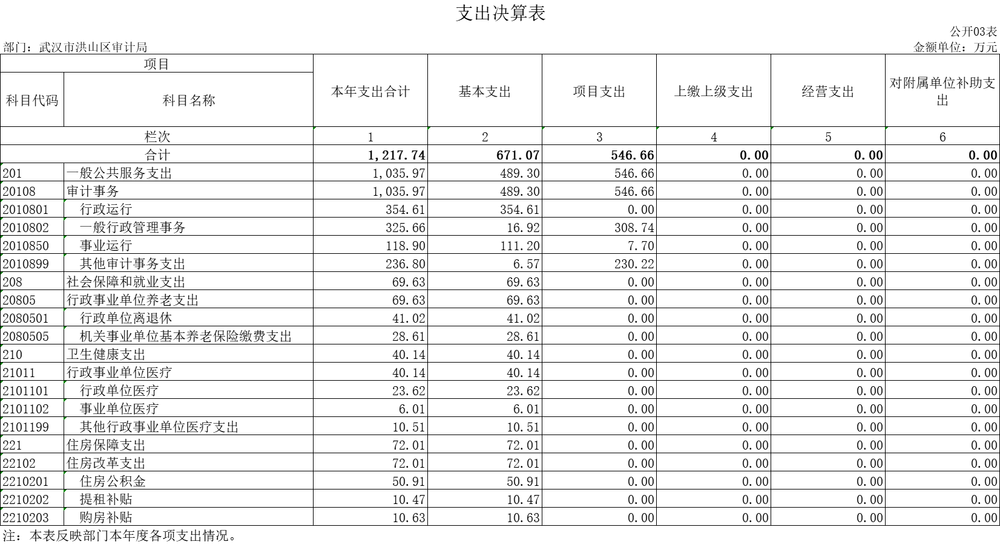 支出决算表
公开03表
部门：武汉市洪山区审计局 金额单位：万元
项目 本年支出合计 基本支出 项目支出 上缴上级支出 经营支出 对附属单位补助支出
科目代码 科目名称
栏次 1 2 3 4 5 6
合计 1,217.74 671.07 546.66 0.00 0.00 0.00
201 一般公共服务支出 1,035.97 489.30 546.66 0.00 0.00 0.00
20108 审计事务 1,035.97 489.30 546.66 0.00 0.00 0.00
2010801 行政运行 354.61 354.61 0.00 0.00 0.00 0.00
2010802 一般行政管理事务 325.66 16.92 308.74 0.00 0.00 0.00
2010850 事业运行 118.90 111.20 7.70 0.00 0.00 0.00
2010899 其他审计事务支出 236.80 6.57 230.22 0.00 0.00 0.00
208 社会保障和就业支出 69.63 69.63 0.00 0.00 0.00 0.00
20805 行政事业单位养老支出 69.63 69.63 0.00 0.00 0.00 0.00
2080501 行政单位离退休 41.02 41.02 0.00 0.00 0.00 0.00
2080505 机关事业单位基本养老保险缴费支出 28.61 28.61 0.00 0.00 0.00 0.00
210 卫生健康支出 40.14 40.14 0.00 0.00 0.00 0.00
21011 行政事业单位医疗 40.14 40.14 0.00 0.00 0.00 0.00
2101101 行政单位医疗 23.62 23.62 0.00 0.00 0.00 0.00
2101102 事业单位医疗 6.01 6.01 0.00 0.00 0.00 0.00
2101199 其他行政事业单位医疗支出 10.51 10.51 0.00 0.00 0.00 0.00
221 住房保障支出 72.01 72.01 0.00 0.00 0.00 0.00
22102 住房改革支出 72.01 72.01 0.00 0.00 0.00 0.00
2210201 住房公积金 50.91 50.91 0.00 0.00 0.00 0.00
2210202 提租补贴 10.47 10.47 0.00 0.00 0.00 0.00
2210203 购房补贴 10.63 10.63 0.00 0.00 0.00 0.00
注：本表反映部门本年度各项支出情况。